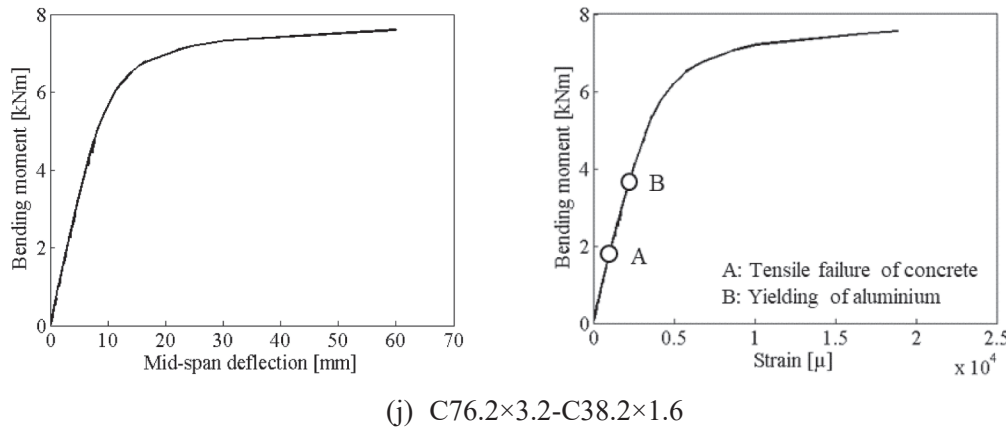 8
6
4
2
0
Bending moment [kNm]
0 10 20 30 40 50 60 70
Mid-span deflection [mm]
8
6
4
2
0
Bending moment [kNm]
B
A
A: Tensile failure of concrete
B: Yielding of aluminium
0 0.5 1 1.5 2 2.5
Strain [µ]
x 10⁴
(j) C76.2×3.2-C38.2×1.6